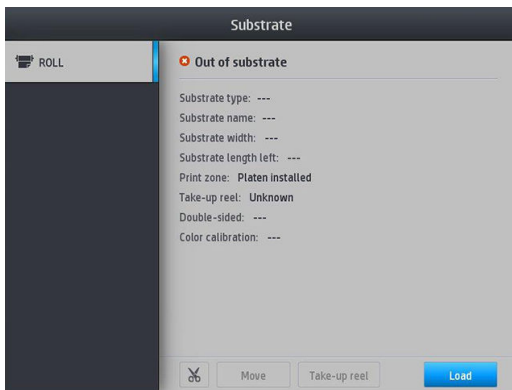 Substrate
ROLL
Out of substrate
Substrate type: ---
Substrate name: ---
Substrate width: ---
Substrate length left: ---
Print zone: Platen installed
Take-up reel: Unknown
Double-sided: ---
Color calibration: ---
Move
Take-up reel
Load